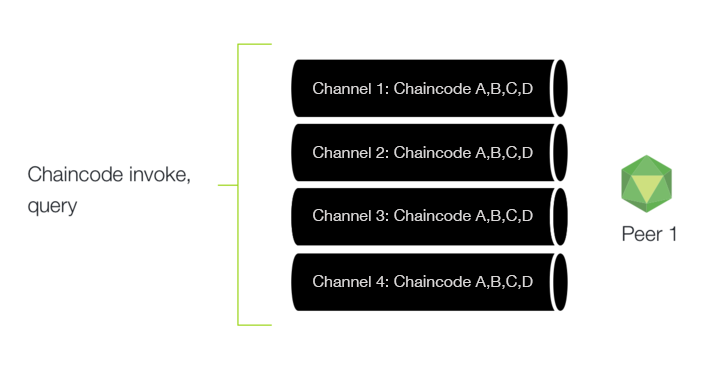 Channel 1: Chaincode A,B,C,D
Channel 2: Chaincode A,B,C,D
Chaincode invoke,
query
Channel 3: Chaincode A,B,C,D
Peer 1
Channel 4: Chaincode A,B,C,D